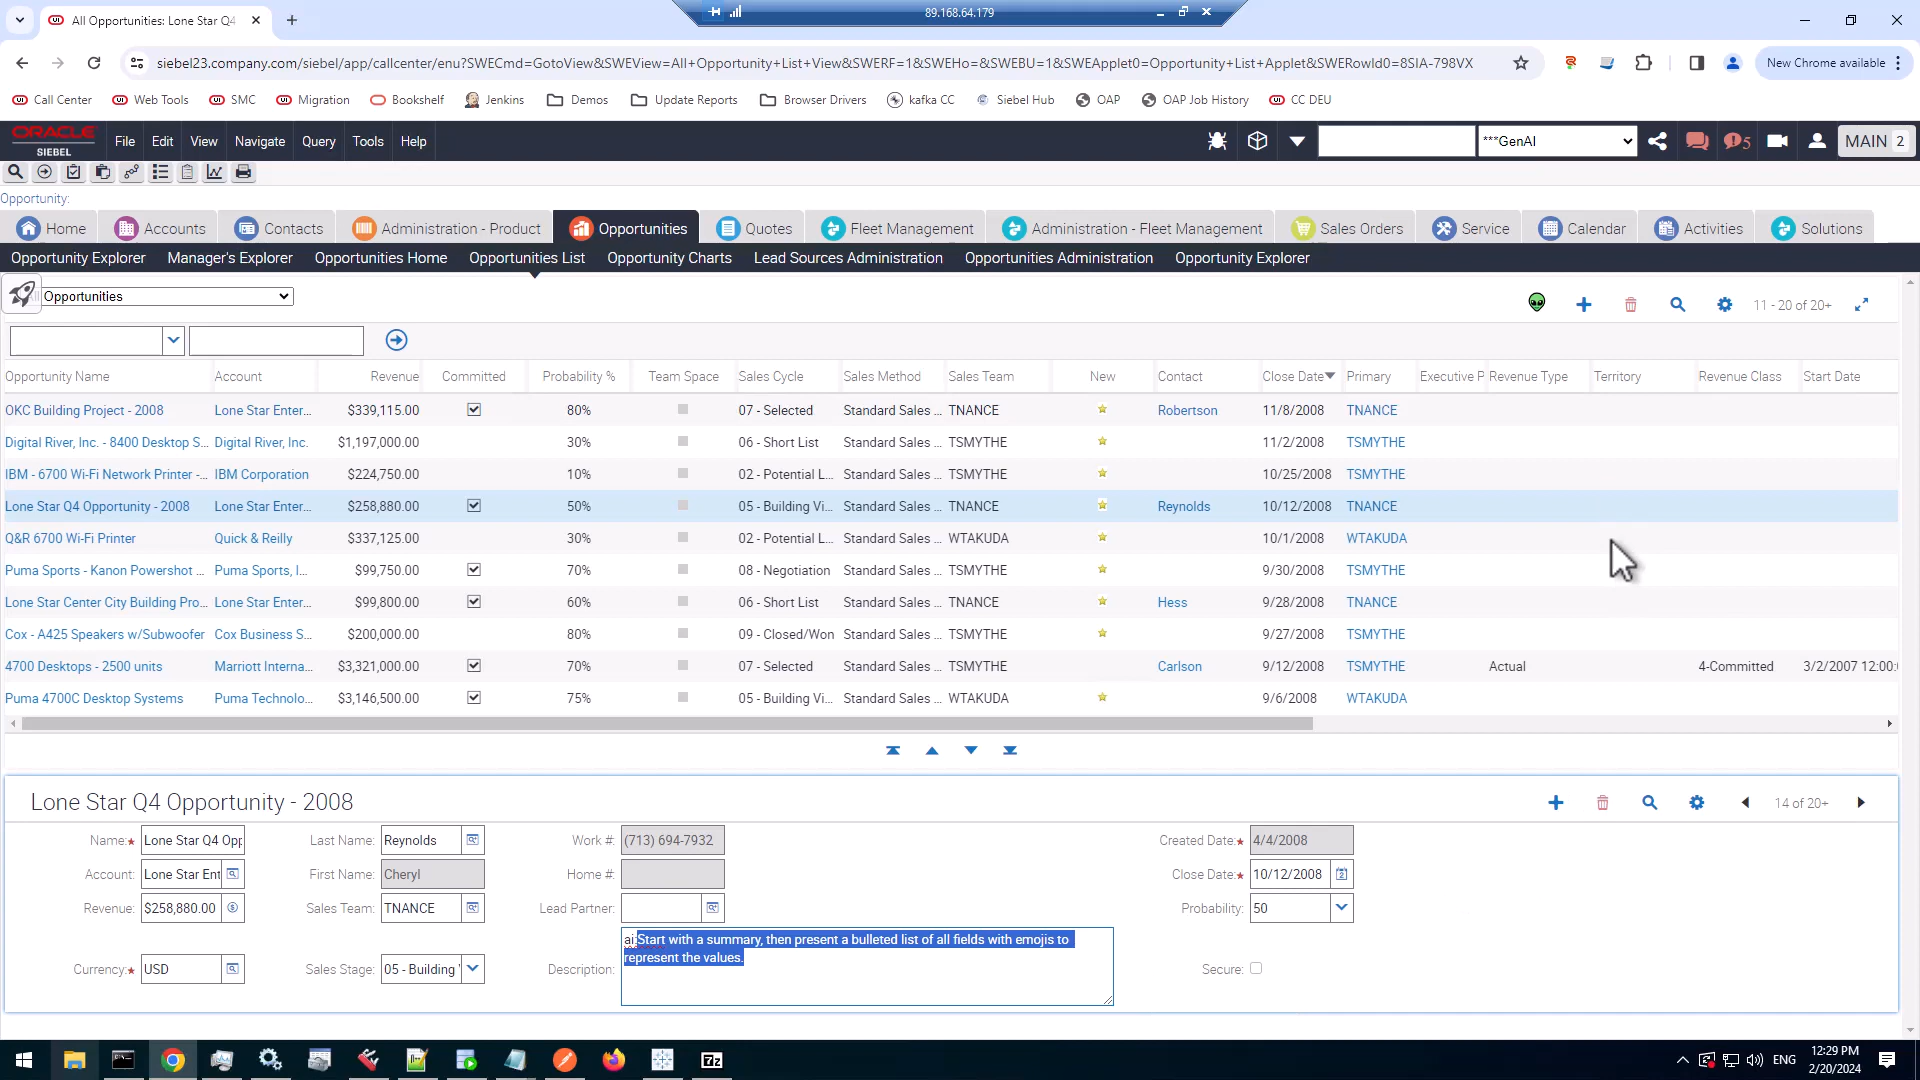 All Opportunities: Lone Star Q4
89.168.64.179
siebel23.company.com/siebel/app/callcenter/enu?SWECmd=GotoView&SWEView=All+Opportunity+List+View&SWERF=1&SWEHo=&SWEBU=1&SWEApplet0=Opportunity+List+Applet&SWERowId0=8SIA-798VX
New Chrome available
Call Center Web Tools SMC Migration Bookshelf Jenkins Demos Update Reports Browser Drivers kafka CC Siebel Hub OAP OAP Job History CC DEU
ORACLE
SIEBEL
File Edit View Navigate Query Tools Help ***GenAI 5 MAIN 2
Opportunity:
Home Accounts Contacts Administration - Product Opportunities Quotes Fleet Management Administration - Fleet Management Sales Orders Service Calendar Activities Solutions
Opportunity Explorer Manager's Explorer Opportunities Home Opportunities List Opportunity Charts Lead Sources Administration Opportunities Administration Opportunity Explorer
Opportunities 11 - 20 of 20+
Opportunity Name Account Revenue Committed Probability % Team Space Sales Cycle Sales Method Sales Team New Contact Close Date Primary Executive P Revenue Type Territory Revenue Class Start Date
OKC Building Project - 2008 Lone Star Enter... $339,115.00 80% 07 - Selected Standard Sales ... TNANCE Robertson 11/8/2008 TNANCE
Digital River, Inc. - 8400 Desktop S... Digital River, Inc. $1,197,000.00 30% 06 - Short List Standard Sales ... TSMYTHE 11/2/2008 TSMYTHE
IBM - 6700 Wi-Fi Network Printer -... IBM Corporation $224,750.00 10% 02 - Potential L... Standard Sales ... TSMYTHE 10/25/2008 TSMYTHE
Lone Star Q4 Opportunity - 2008 Lone Star Enter... $258,880.00 50% 05 - Building Vi... Standard Sales ... TNANCE Reynolds 10/12/2008 TNANCE
Q&R 6700 Wi-Fi Printer Quick & Reilly $337,125.00 30% 02 - Potential L... Standard Sales ... WTAKUDA 10/1/2008 WTAKUDA
Puma Sports - Kanon Powershot ... Puma Sports, I... $99,750.00 70% 08 - Negotiation Standard Sales ... TSMYTHE 9/30/2008 TSMYTHE
Lone Star Center City Building Pro... Lone Star Enter... $99,800.00 60% 06 - Short List Standard Sales ... TNANCE Hess 9/28/2008 TNANCE
Cox - A425 Speakers w/Subwoofer Cox Business S... $200,000.00 80% 09 - Closed/Won Standard Sales ... TSMYTHE 9/27/2008 TSMYTHE
4700 Desktops - 2500 units Marriott Interna... $3,321,000.00 70% 07 - Selected Standard Sales ... TSMYTHE Carlson 9/12/2008 TSMYTHE Actual 4-Committed 3/2/2007 12:00:
Puma 4700C Desktop Systems Puma Technolo... $3,146,500.00 75% 05 - Building Vi... Standard Sales ... WTAKUDA 9/6/2008 WTAKUDA
Lone Star Q4 Opportunity - 2008 14 of 20+
Name: Lone Star Q4 Opp Last Name: Reynolds Work #: (713) 694-7932 Created Date: 4/4/2008
Account: Lone Star Ent First Name: Cheryl Home #: Close Date: 10/12/2008
Revenue: $258,880.00 Sales Team: TNANCE Lead Partner: Probability: 50
ai:Start with a summary, then present a bulleted list of all fields with emojis to
represent the values.
Currency: USD Sales Stage: 05 - Building Description: Secure:
12:29 PM
ENG
2/20/2024